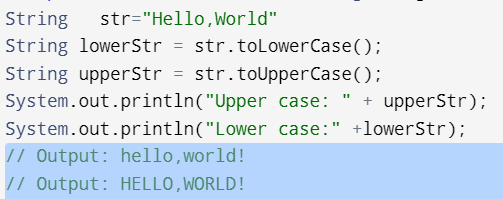 String   str="Hello,World"
String lowerStr = str.toLowerCase();
String upperStr = str.toUpperCase();
System.out.println("Upper case: " + upperStr);
System.out.println("Lower case:" +lowerStr);
// Output: hello,world!
// Output: HELLO,WORLD!